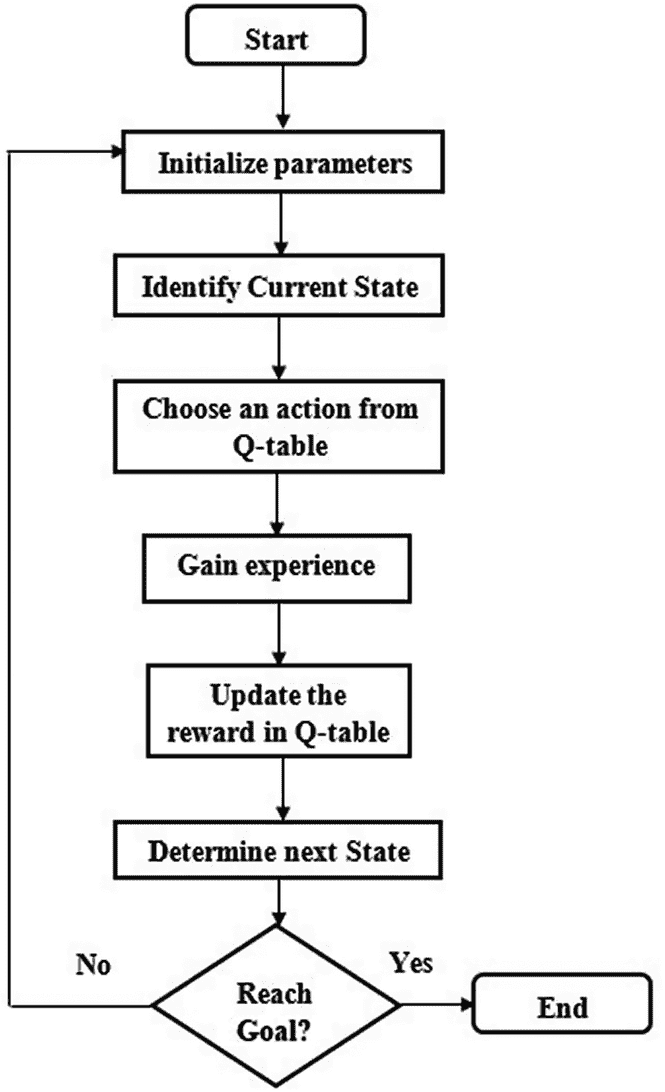 Start
Initialize parameters
Identify Current State
Choose an action from
Q-table
Gain experience
Update the
reward in Q-table
Determine next State
No
Yes
Reach
Goal?
End